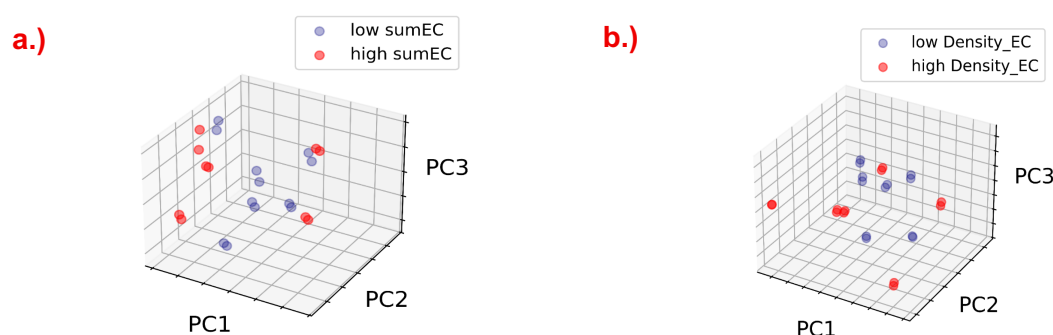 a.)
low sumEC
high sumEC
PC3
PC2
PC1
b.)
low Density_EC
high Density_EC
PC3
PC2
PC1